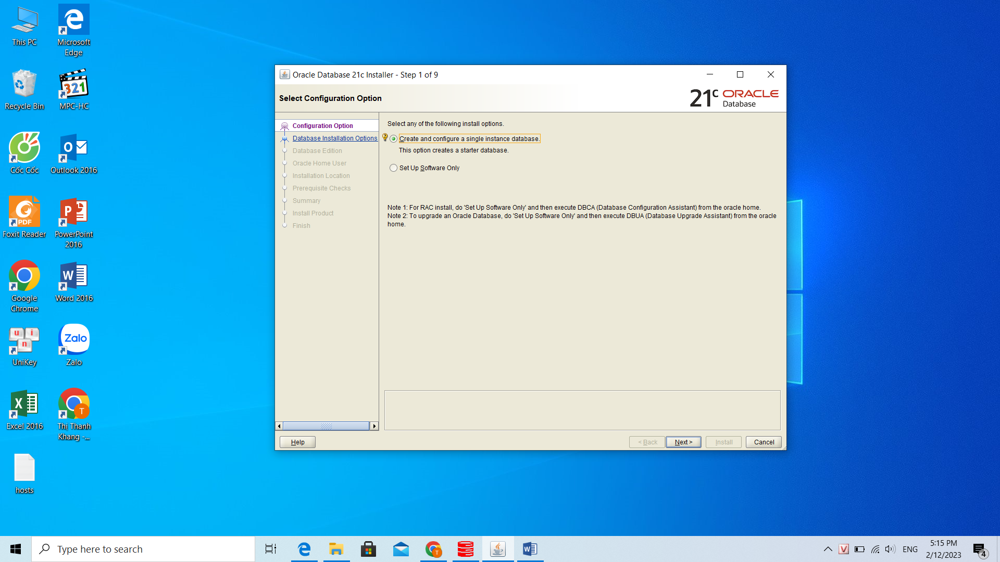 This PC
Microsoft
Edge
Recycle Bin
321
MPC-HC
Cốc Cốc
Outlook 2016
PDF
Foxit Reader
PowerPoint
2016
Google
Chrome
Word 2016
u i n
UniKey
Zalo
Zalo
Excel 2016
T
Thị Thanh
Khang -...
hosts
Oracle Database 21c Installer - Step 1 of 9
Select Configuration Option
21c ORACLE
Database
Configuration Option
Database Installation Options
Database Edition
Oracle Home User
Installation Location
Prerequisite Checks
Summary
Install Product
Finish
Select any of the following install options.
Create and configure a single instance database.
This option creates a starter database.
Set Up Software Only
Note 1: For RAC install, do 'Set Up Software Only' and then execute DBCA (Database Configuration Assistant) from the oracle home.
Note 2: To upgrade an Oracle Database, do 'Set Up Software Only' and then execute DBUA (Database Upgrade Assistant) from the oracle
home.
Help
< Back
Next >
Install
Cancel
Type here to search
T
V
ENG
5:15 PM
2/12/2023
4